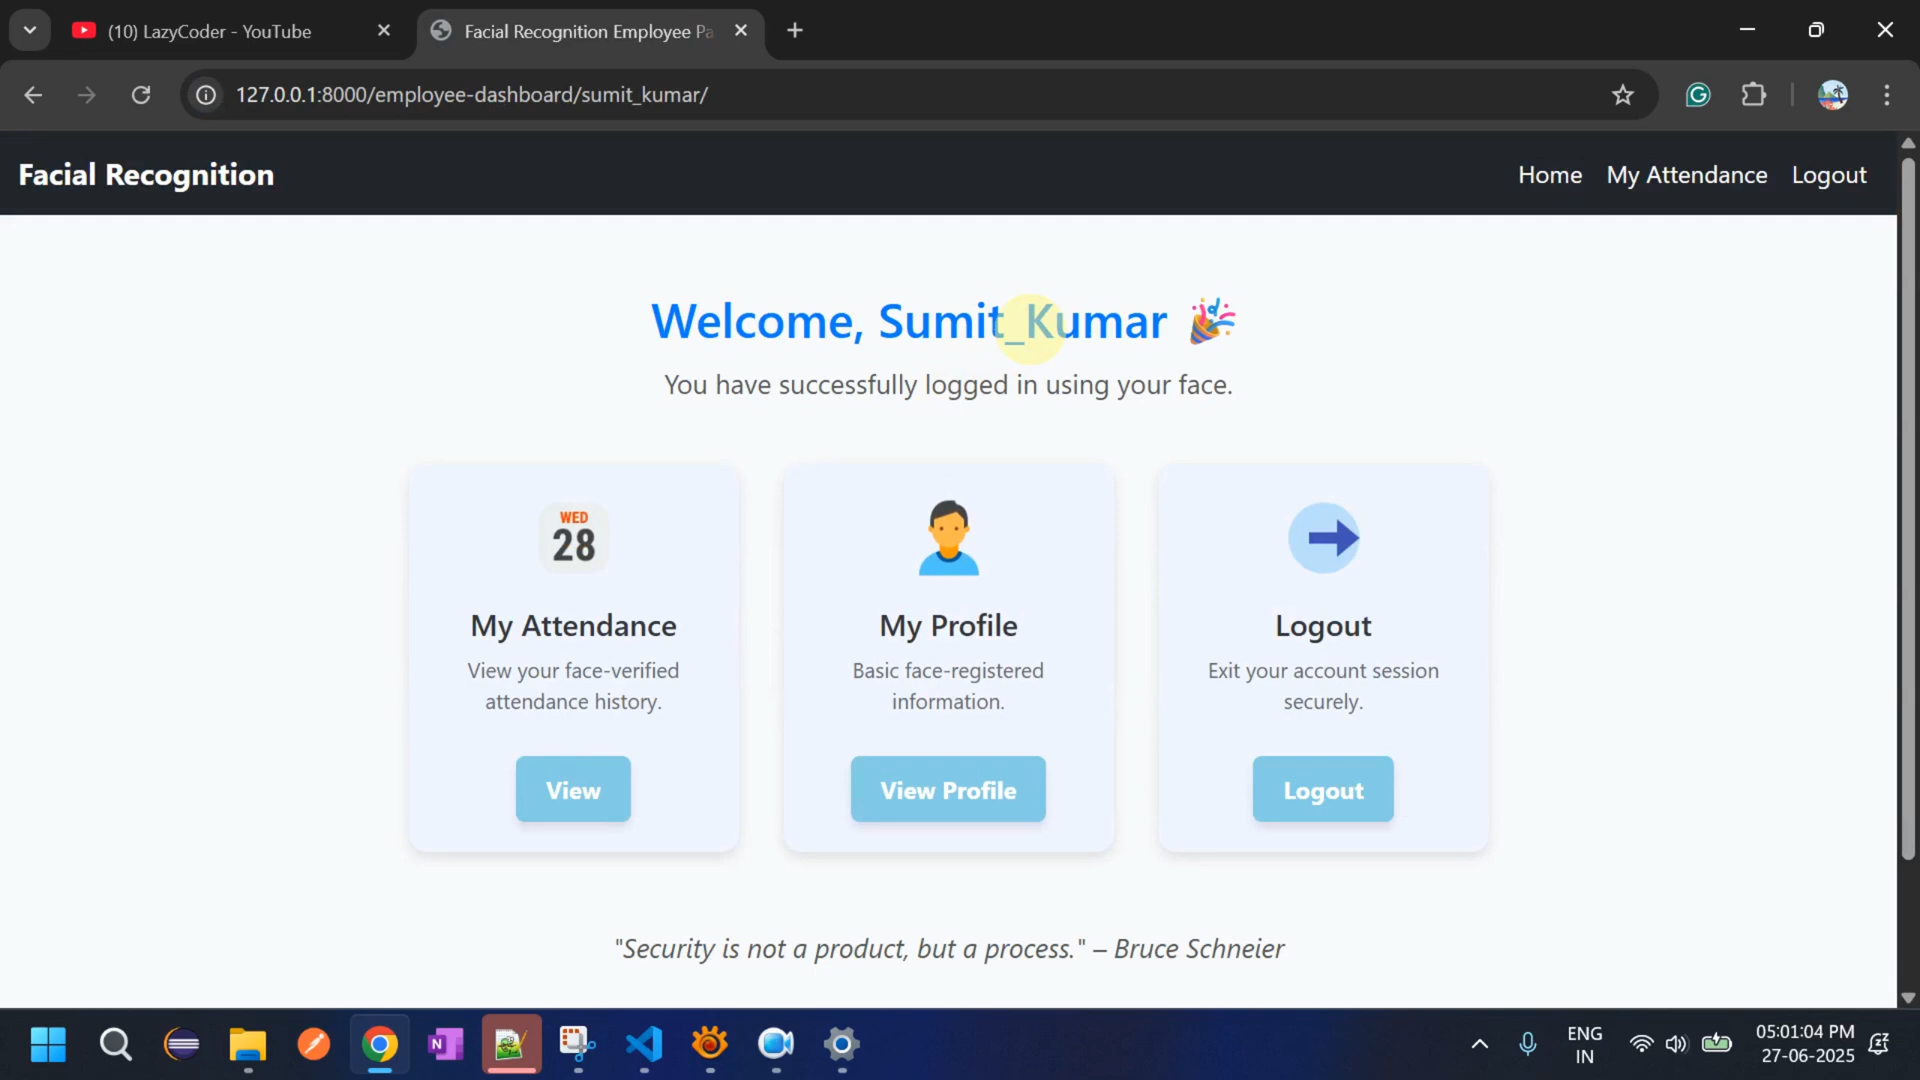 (10) LazyCoder - YouTube
Facial Recognition Employee Pa
127.0.0.1:8000/employee-dashboard/sumit_kumar/
Facial Recognition
Home
My Attendance
Logout
Welcome, Sumit_Kumar
You have successfully logged in using your face.
WED
28
My Attendance
View your face-verified
attendance history.
View
My Profile
Basic face-registered
information.
View Profile
Logout
Exit your account session
securely.
Logout
"Security is not a product, but a process." – Bruce Schneier
ENG
IN
05:01:04 PM
27-06-2025